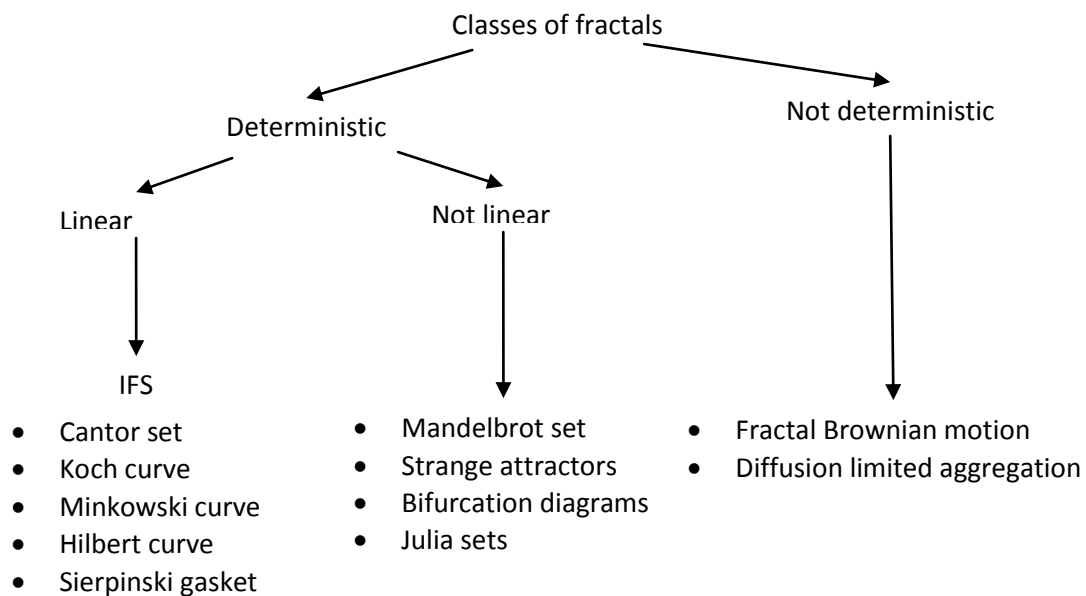 Classes of fractals
Deterministic
Not deterministic
Linear
Not linear
IFS
• Cantor set
• Koch curve
• Minkowski curve
• Hilbert curve
• Sierpinski gasket
• Mandelbrot set
• Strange attractors
• Bifurcation diagrams
• Julia sets
• Fractal Brownian motion
• Diffusion limited aggregation